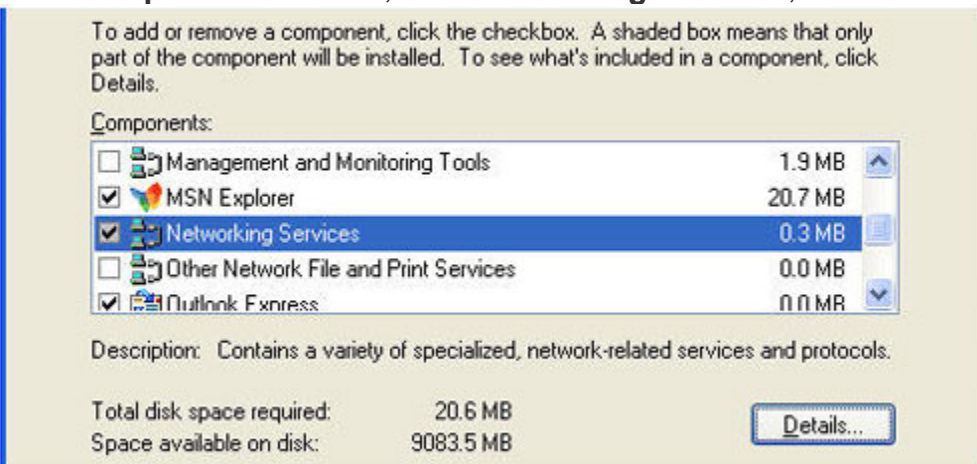 To add or remove a component, click the checkbox. A shaded box means that only
part of the component will be installed. To see what's included in a component, click
Details.
Components:
Management and Monitoring Tools 1.9 MB
MSN Explorer 20.7 MB
Networking Services 0.3 MB
Other Network File and Print Services 0.0 MB
Outlook Express 0.0 MB
Description: Contains a variety of specialized, network-related services and protocols.
Total disk space required: 20.6 MB
Space available on disk: 9083.5 MB
Details...